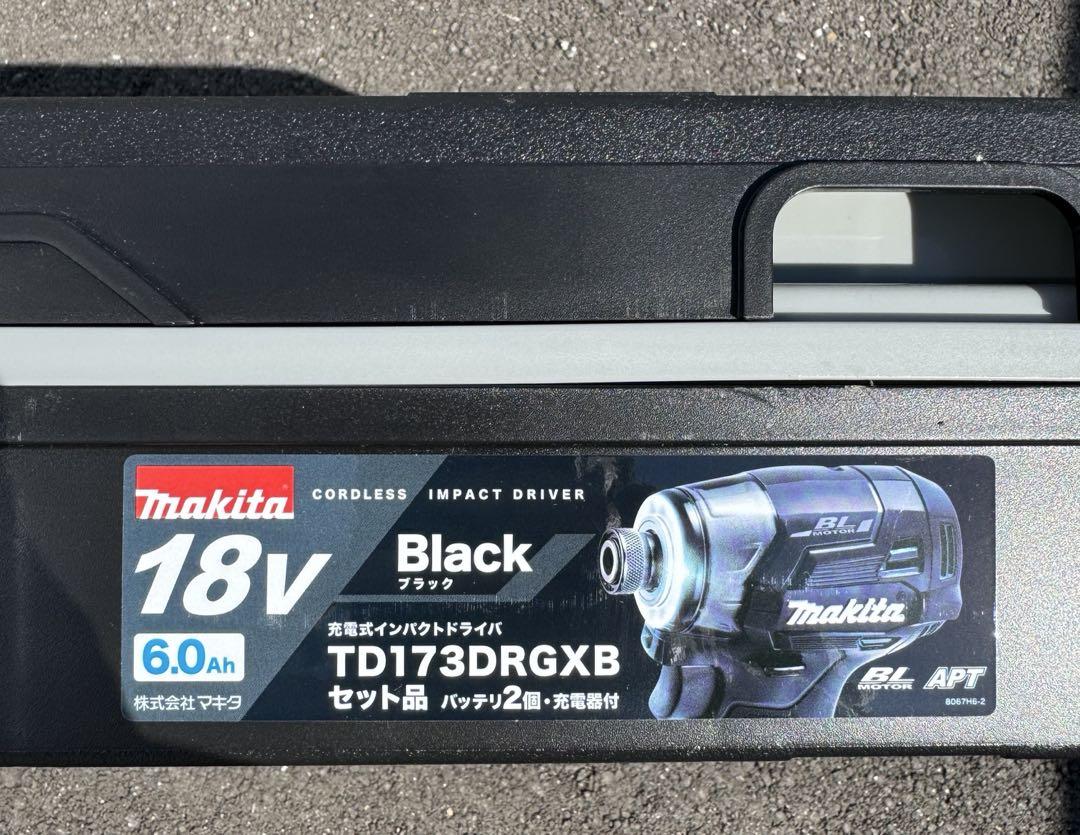 makita
CORDLESS IMPACT DRIVER
18V
Black
ブラック
6.0Ah
充電式インパクトドライバ
TD173DRGXB
セット品 バッテリ2個・充電器付
株式会社マキタ
BL
MOTOR
makita
BL
MOTOR
APT
8067H6-2